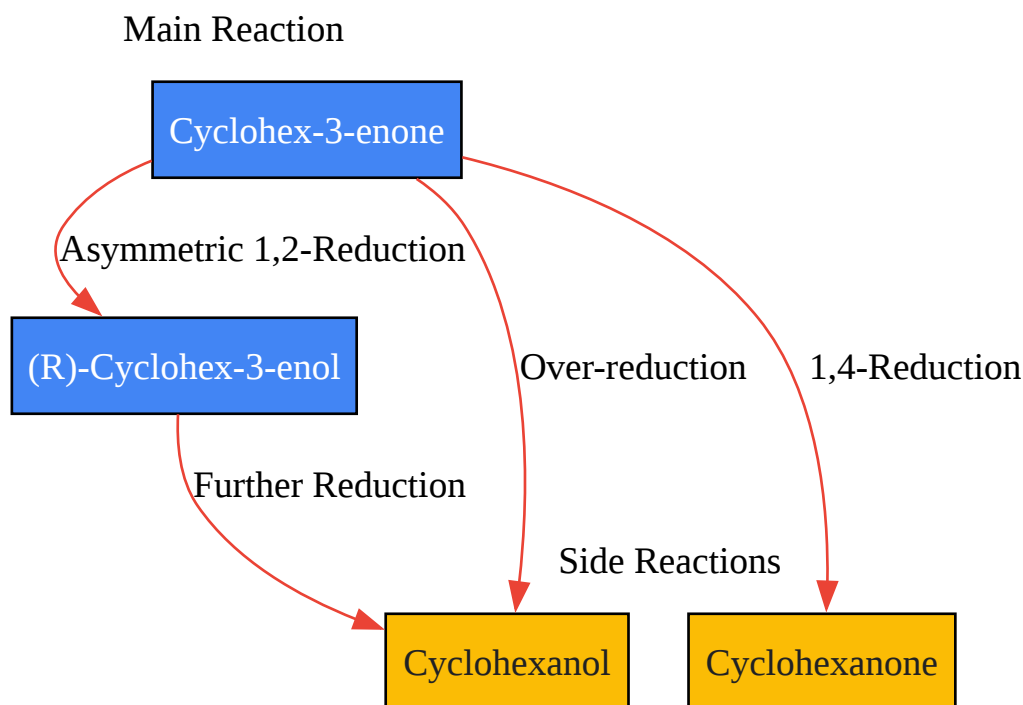 Main Reaction
Cyclohex-3-enone
Asymmetric 1,2-Reduction
(R)-Cyclohex-3-enol
Over-reduction
1,4-Reduction
Further Reduction
Side Reactions
Cyclohexanol
Cyclohexanone